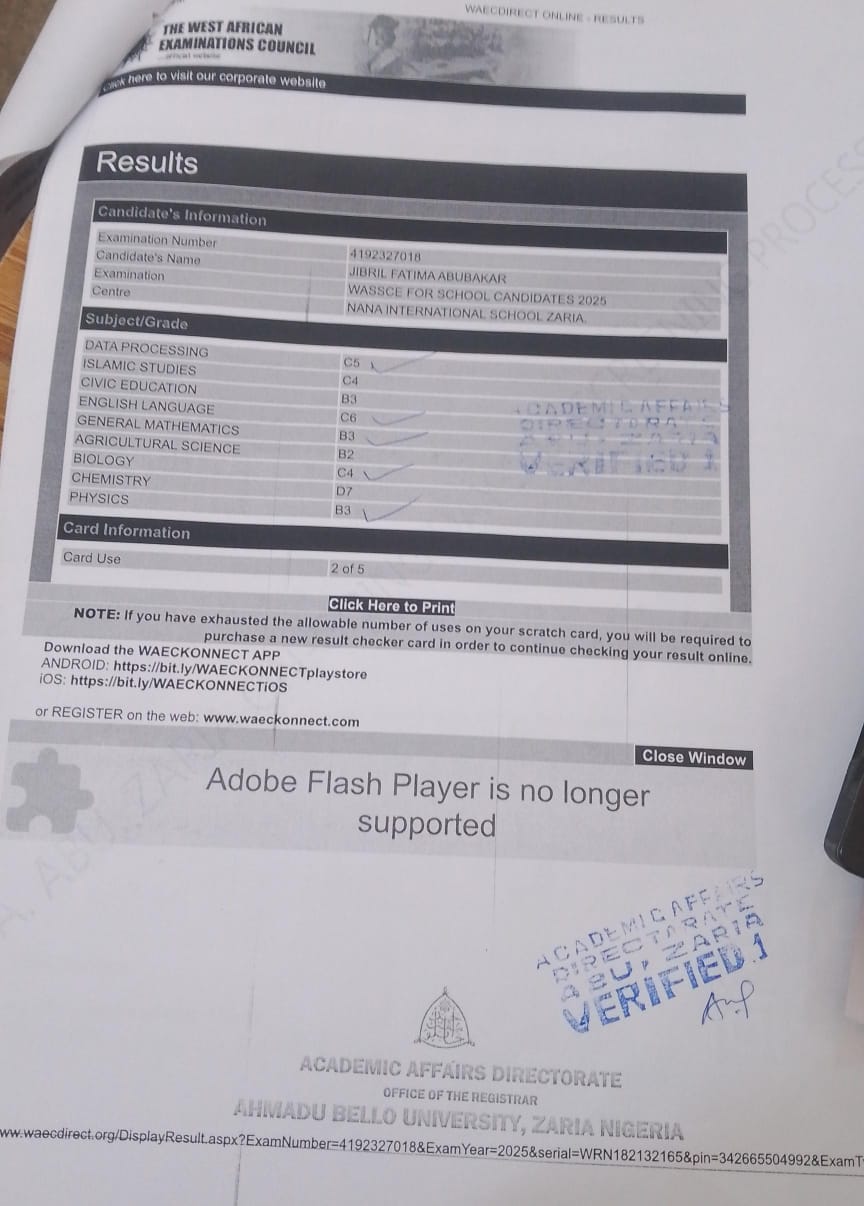 WAECDIRECT ONLINE - RESULTS
THE WEST AFRICAN
EXAMINATIONS COUNCIL
here to visit our corporate website
Results
Candidate's Information
Examination Number 4192327018
Candidate's Name JIBRIL FATIMA ABUBAKAR
Examination WASSCE FOR SCHOOL CANDIDATES 2025
Centre NANA INTERNATIONAL SCHOOL ZARIA.
Subject/Grade
DATA PROCESSING C5
ISLAMIC STUDIES C4
CIVIC EDUCATION B3
ENGLISH LANGUAGE C6
GENERAL MATHEMATICS B3
AGRICULTURAL SCIENCE B2
BIOLOGY C4
CHEMISTRY D7
PHYSICS B3
ACADEMIC AFFAIRS
DIRECTORATE
ZARIA
VERIFIED 1
Card Information
Card Use 2 of 5
Click Here to Print
NOTE: If you have exhausted the allowable number of uses on your scratch card, you will be required to
purchase a new result checker card in order to continue checking your result online.
Download the WAECKONNECT APP
ANDROID: https://bit.ly/WAECKONNECTplaystore
iOS: https://bit.ly/WAECKONNECTiOS
or REGISTER on the web: www.waeckonnect.com
Close Window
Adobe Flash Player is no longer
supported
ACADEMIC AFFAIRS
DIRECTORATE
ABU, ZARIA
VERIFIED 1
ACADEMIC AFFAIRS DIRECTORATE
OFFICE OF THE REGISTRAR
AHMADU BELLO UNIVERSITY, ZARIA NIGERIA
ww.waecdirect.org/DisplayResult.aspx?ExamNumber=4192327018&ExamYear=2025&serial=WRN182132165&pin=342665504992&ExamT